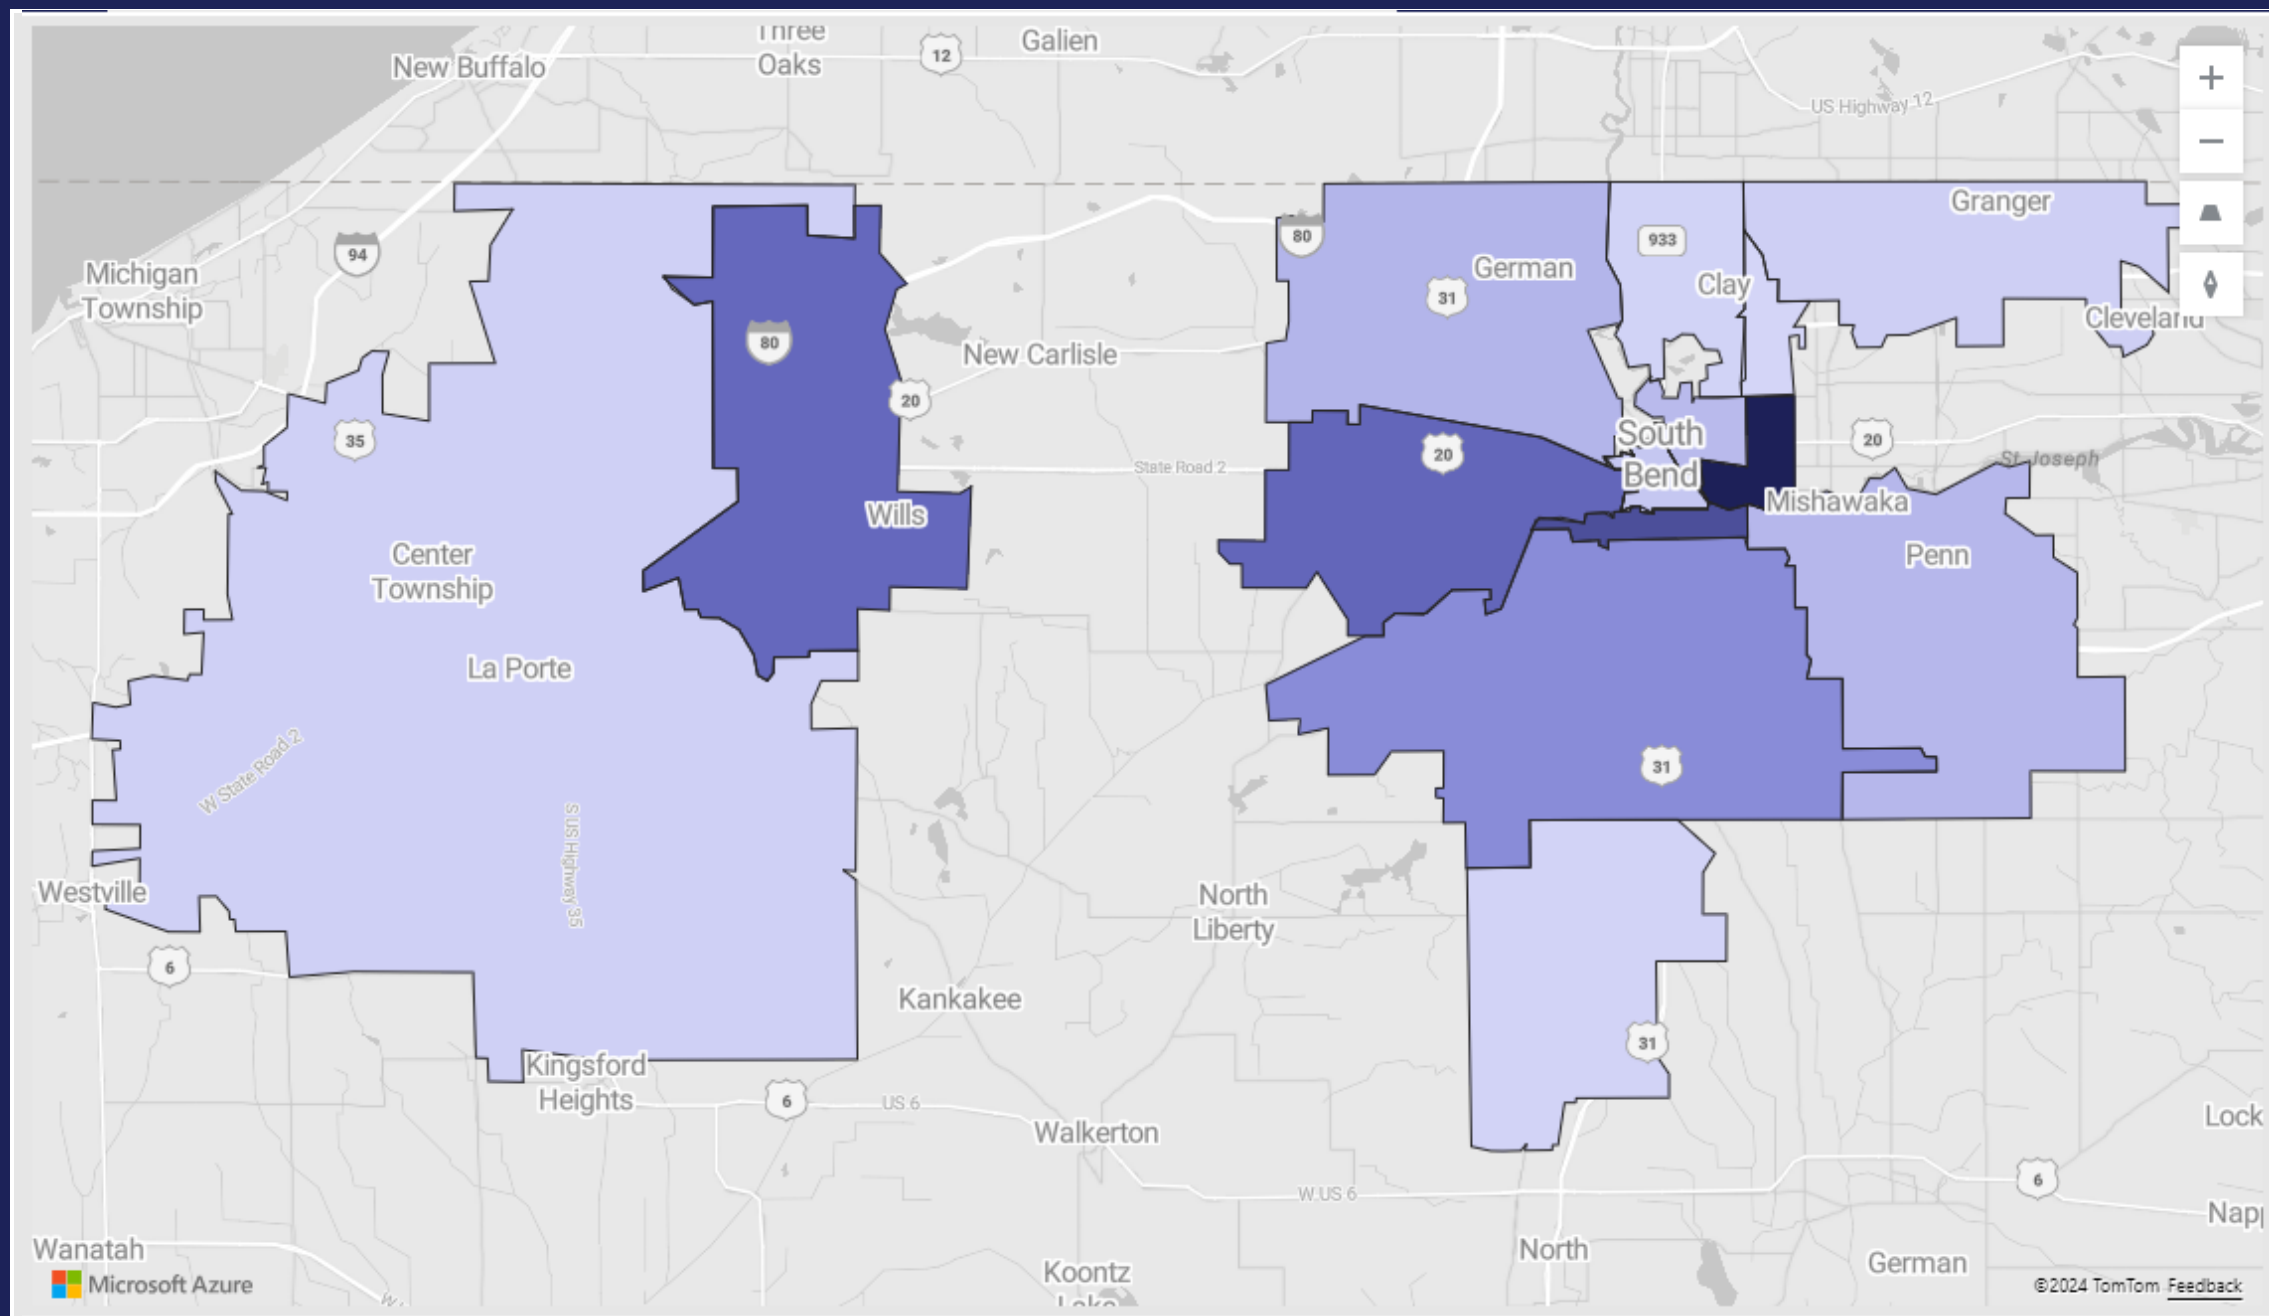 Three
Oaks
12
Galien
New Buffalo
US Highway 12
Granger
80
933
94
German
Michigan
Township
31
Clay
Cleveland
80
New Carlisle
20
35
South
Bend
20
20
State Road 2
St. Joseph
Mishawaka
Wills
Center
Township
Penn
La Porte
W State Road 2
31
S US Highway 35
Westville
North
Liberty
6
Kankakee
31
Kingsford
Heights
6
US 6
Walkerton
Lock
6
W US 6
Napp
Wanatah
North
German
Koontz
Lake
Microsoft Azure
©2024 TomTom Feedback